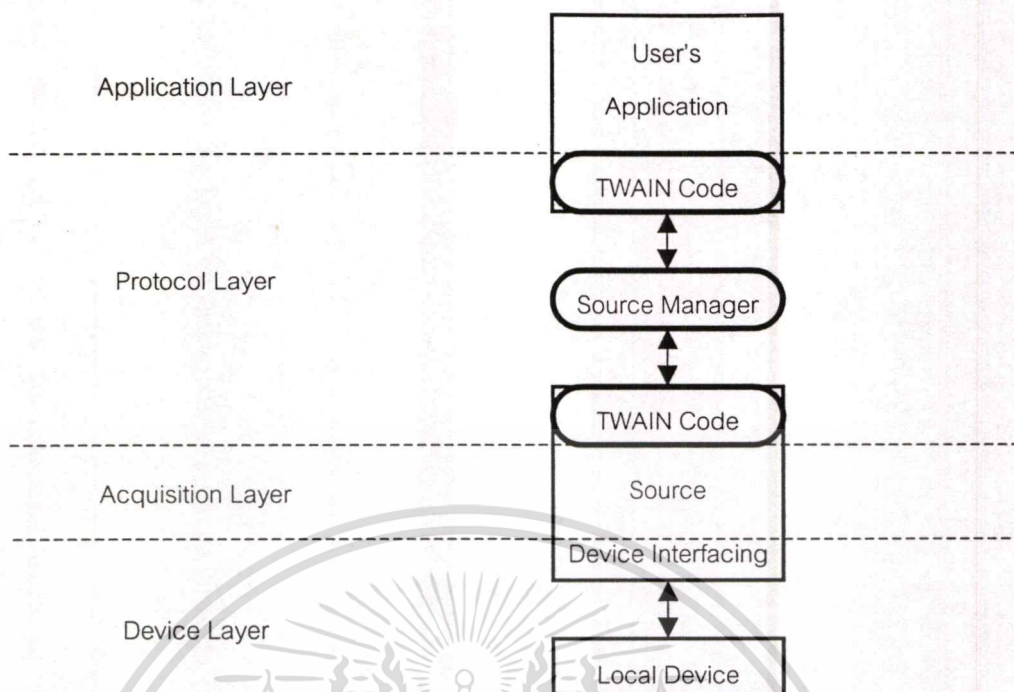 Application Layer
User's
Application
TWAIN Code
Protocol Layer
Source Manager
TWAIN Code
Acquisition Layer
Source
Device Interfacing
Device Layer
Local Device